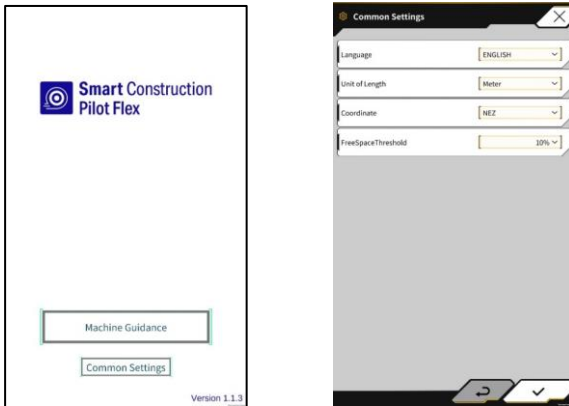 Smart Construction
Pilot Flex
Machine Guidance
Common Settings
Version 1.1.3
Common Settings
Language ENGLISH
Unit of Length Meter
Coordinate NEZ
FreeSpaceThreshold 10%